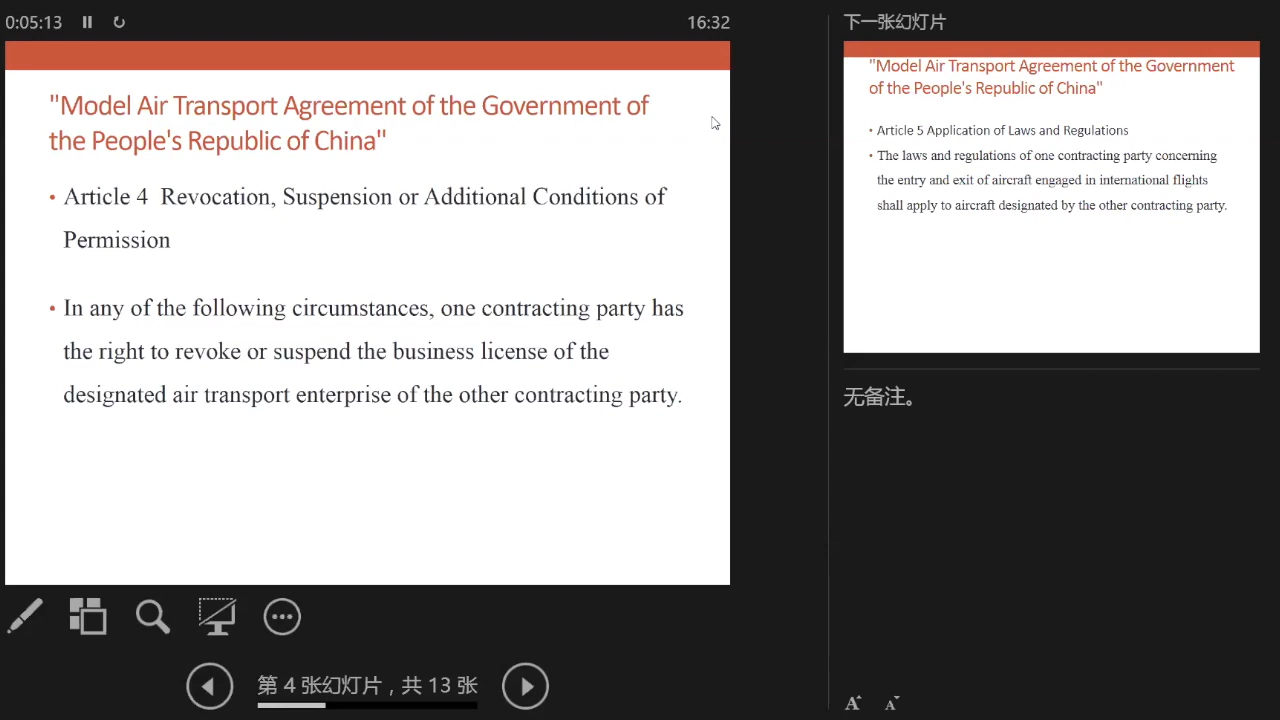 0:05:13
16:32
"Model Air Transport Agreement of the Government of
the People's Republic of China"
• Article 4  Revocation, Suspension or Additional Conditions of
Permission
• In any of the following circumstances, one contracting party has
the right to revoke or suspend the business license of the
designated air transport enterprise of the other contracting party.
第 4 张幻灯片，共 13 张
下一张幻灯片
"Model Air Transport Agreement of the Government
of the People's Republic of China"
• Article 5 Application of Laws and Regulations
• The laws and regulations of one contracting party concerning
the entry and exit of aircraft engaged in international flights
shall apply to aircraft designated by the other contracting party.
无备注。
A A